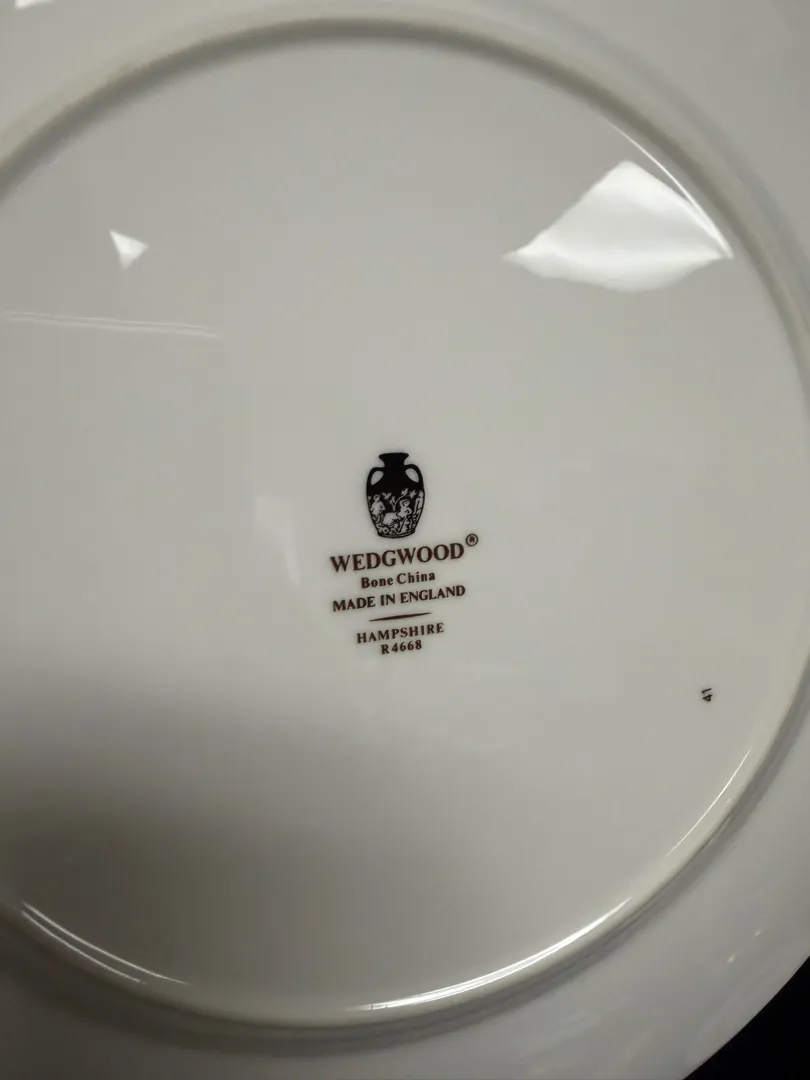 WEDGWOOD®
Bone China
MADE IN ENGLAND
HAMPSHIRE
R4668
41